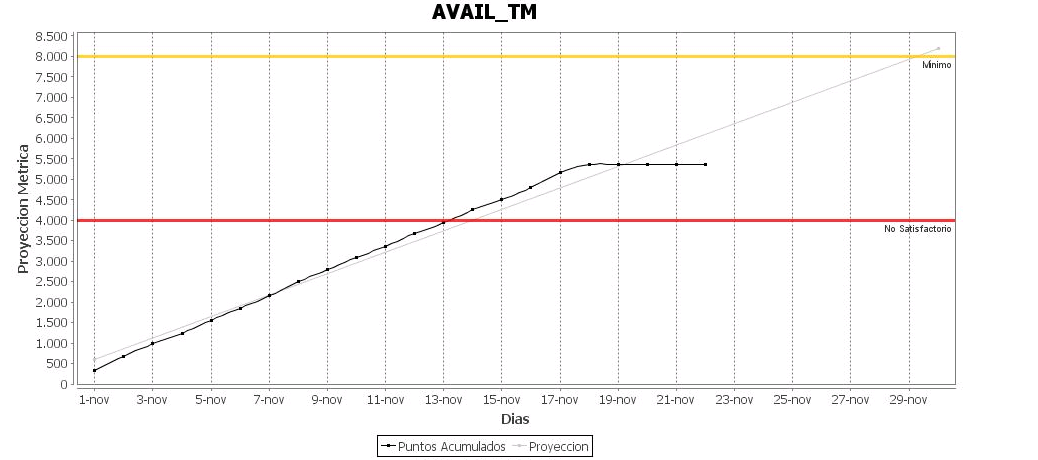 AVAIL_TM
8.500
8.000
7.500
7.000
6.500
6.000
5.500
5.000
4.500
4.000
3.500
3.000
2.500
2.000
1.500
1.000
500
0
Proyeccion Metrica
Minimo
No Satisfactorio
1-nov 3-nov 5-nov 7-nov 9-nov 11-nov 13-nov 15-nov 17-nov 19-nov 21-nov 23-nov 25-nov 27-nov 29-nov
Dias
Puntos Acumulados Proyeccion